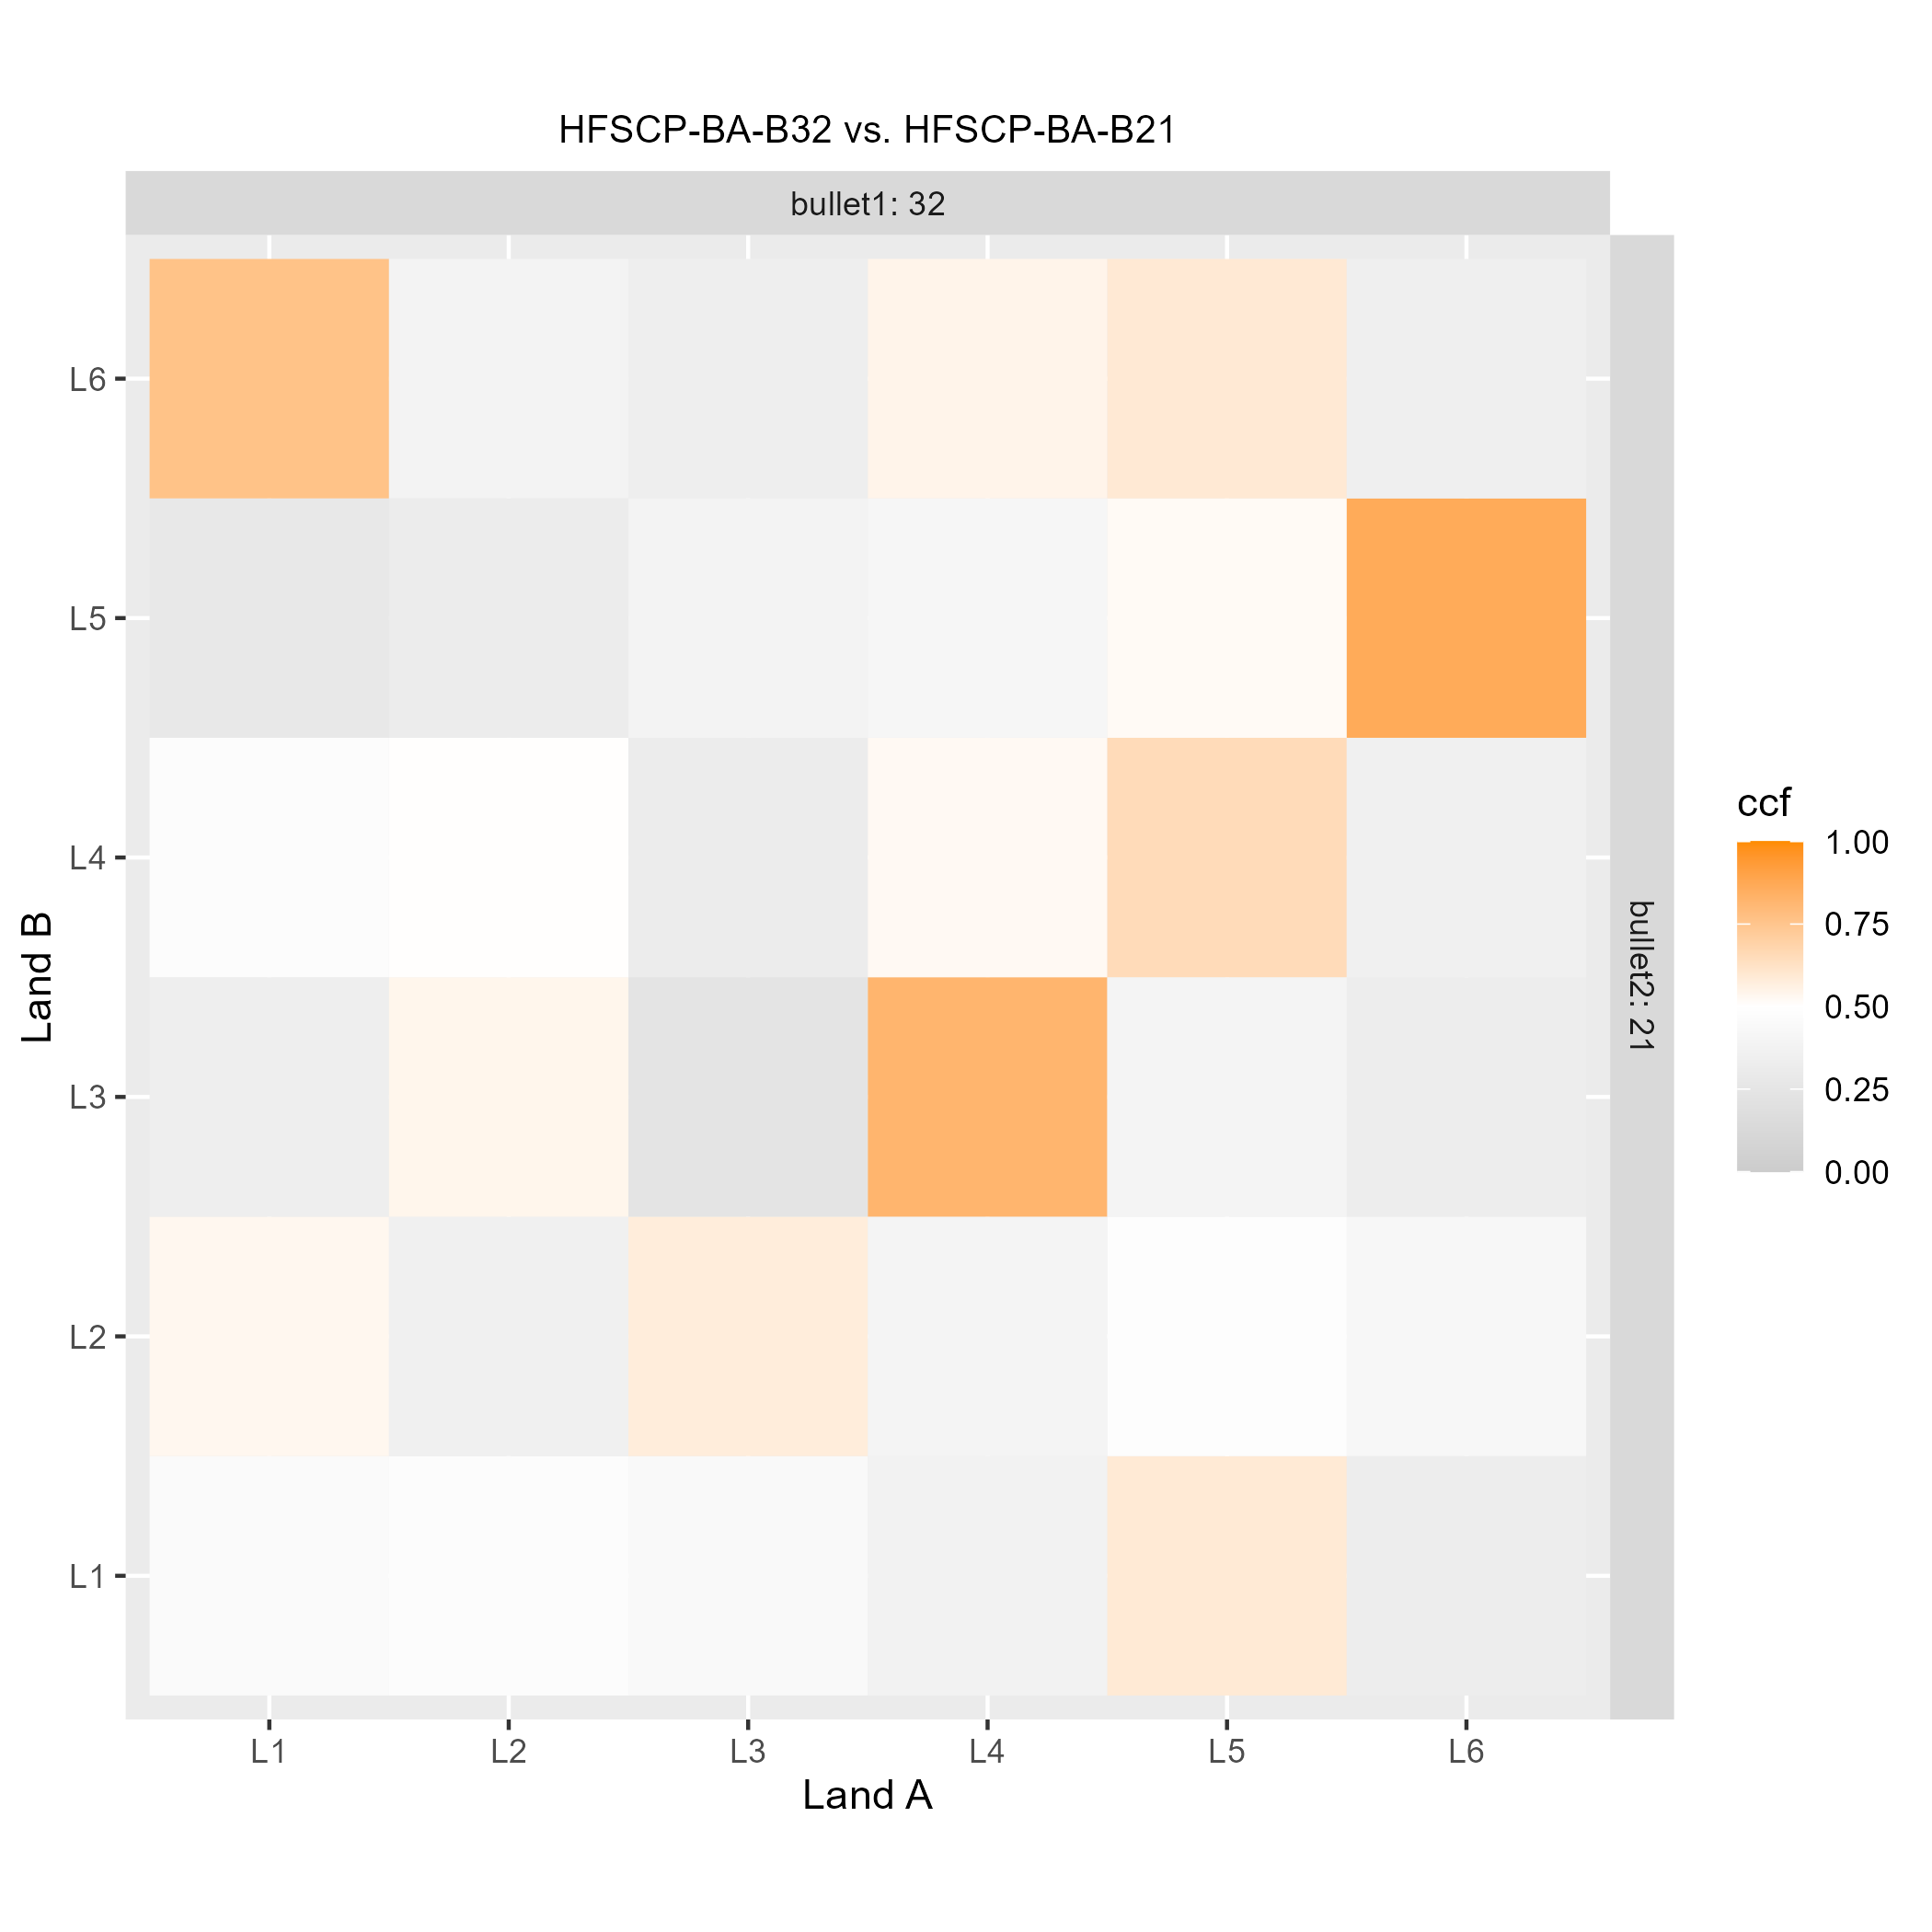 HFSCP-BA-B32 vs. HFSCP-BA-B21
bullet1: 32
L6
L5
L4
L3
L2
L1
Land B
bullet2: 21
L1 L2 L3 L4 L5 L6
Land A
ccf
1.00
0.75
0.50
0.25
0.00